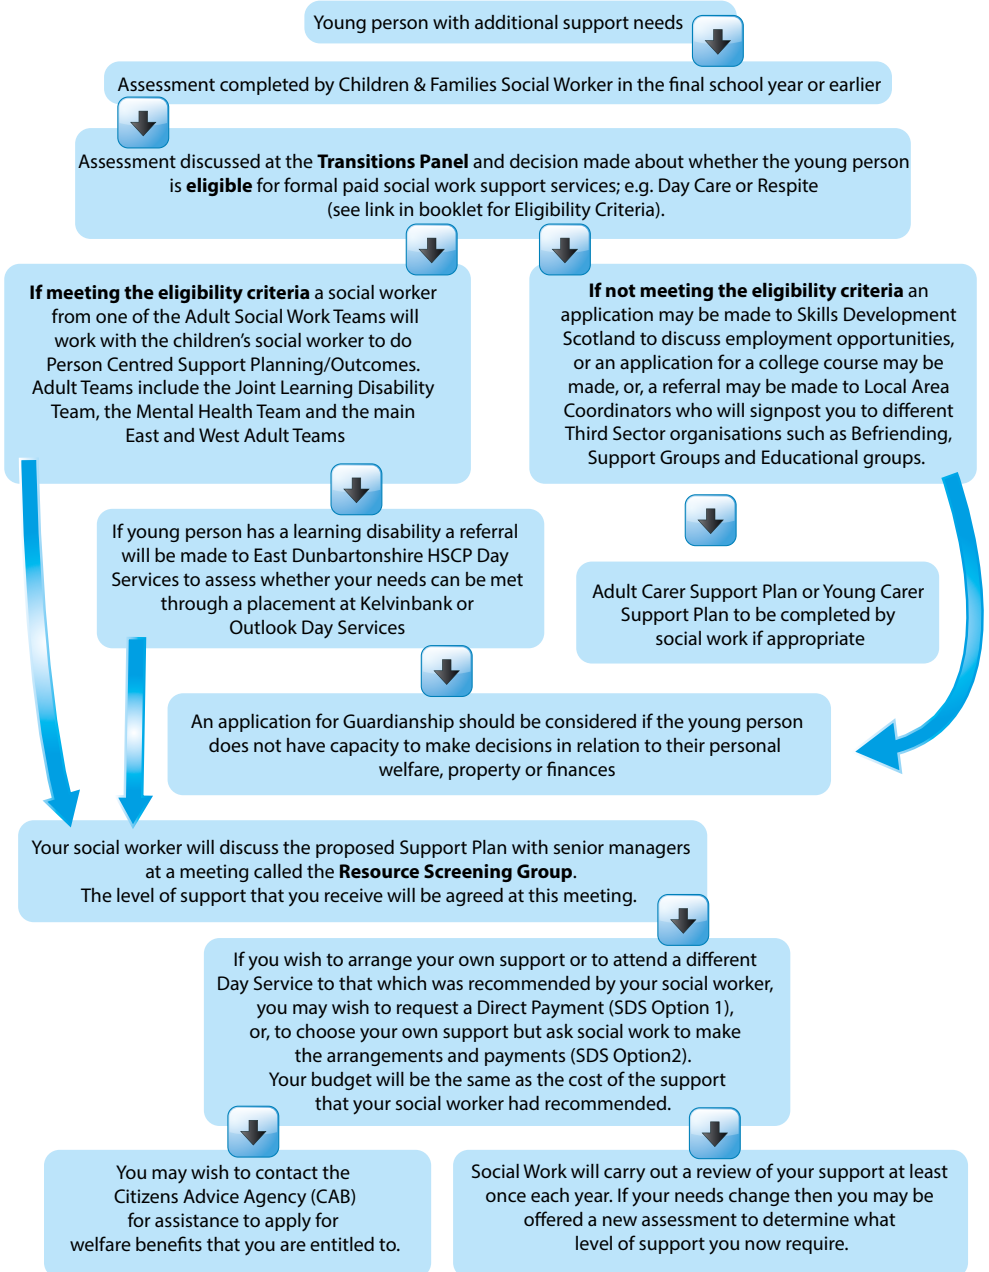 Young person with additional support needs
Assessment completed by Children & Families Social Worker in the final school year or earlier
Assessment discussed at the Transitions Panel and decision made about whether the young person
is eligible for formal paid social work support services; e.g. Day Care or Respite
(see link in booklet for Eligibility Criteria).
If meeting the eligibility criteria a social worker
from one of the Adult Social Work Teams will
work with the children's social worker to do
Person Centred Support Planning/Outcomes.
Adult Teams include the Joint Learning Disability
Team, the Mental Health Team and the main
East and West Adult Teams
If not meeting the eligibility criteria an
application may be made to Skills Development
Scotland to discuss employment opportunities,
or an application for a college course may be
made, or, a referral may be made to Local Area
Coordinators who will signpost you to different
Third Sector organisations such as Befriending,
Support Groups and Educational groups.
If young person has a learning disability a referral
will be made to East Dunbartonshire HSCP Day
Services to assess whether your needs can be met
through a placement at Kelvinbank or
Outlook Day Services
Adult Carer Support Plan or Young Carer
Support Plan to be completed by
social work if appropriate
An application for Guardianship should be considered if the young person
does not have capacity to make decisions in relation to their personal
welfare, property or finances
Your social worker will discuss the proposed Support Plan with senior managers
at a meeting called the Resource Screening Group.
The level of support that you receive will be agreed at this meeting.
If you wish to arrange your own support or to attend a different
Day Service to that which was recommended by your social worker,
you may wish to request a Direct Payment (SDS Option 1),
or, to choose your own support but ask social work to make
the arrangements and payments (SDS Option2).
Your budget will be the same as the cost of the support
that your social worker had recommended.
You may wish to contact the
Citizens Advice Agency (CAB)
for assistance to apply for
welfare benefits that you are entitled to.
Social Work will carry out a review of your support at least
once each year. If your needs change then you may be
offered a new assessment to determine what
level of support you now require.